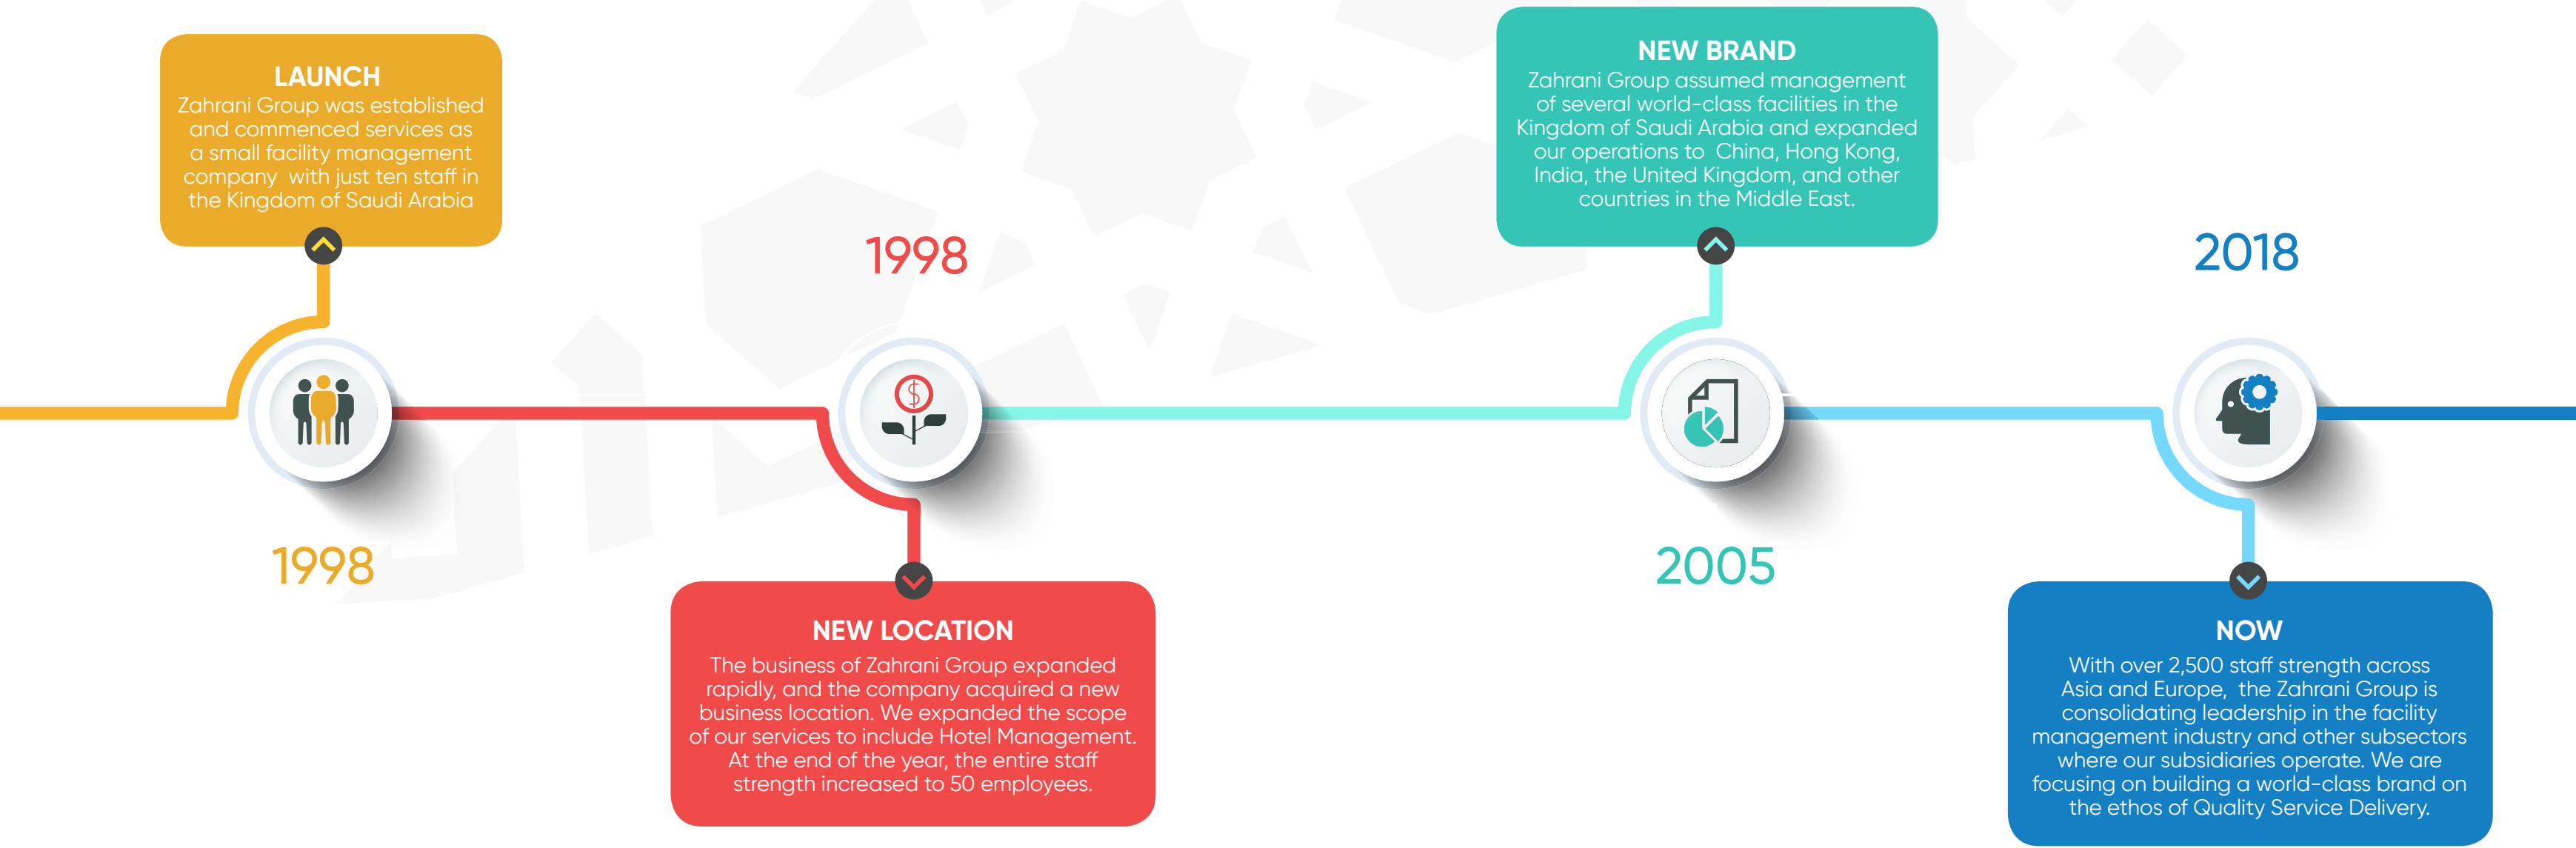 LAUNCH
Zahrani Group was established
and commenced services as
a small facility management
company with just ten staff in
the Kingdom of Saudi Arabia
1998
1998
NEW LOCATION
The business of Zahrani Group expanded
rapidly, and the company acquired a new
business location. We expanded the scope
of our services to include Hotel Management.
At the end of the year, the entire staff
strength increased to 50 employees.
NEW BRAND
Zahrani Group assumed management
of several world-class facilities in the
Kingdom of Saudi Arabia and expanded
our operations to China, Hong Kong,
India, the United Kingdom, and other
countries in the Middle East.
2005
2018
NOW
With over 2,500 staff strength across
Asia and Europe, the Zahrani Group is
consolidating leadership in the facility
management industry and other subsectors
where our subsidiaries operate. We are
focusing on building a world-class brand on
the ethos of Quality Service Delivery.